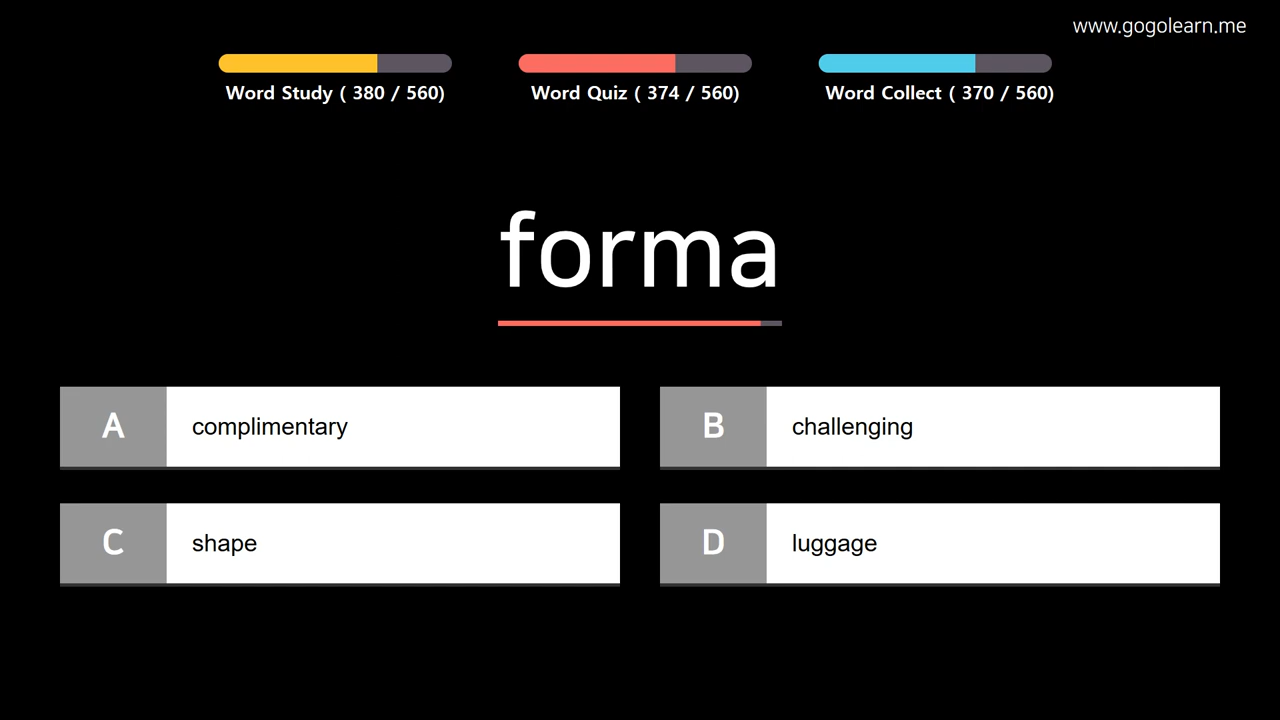 www.gogolearn.me
Word Study ( 380 / 560)
Word Quiz ( 374 / 560)
Word Collect ( 370 / 560)
forma
A complimentary
B challenging
C shape
D luggage